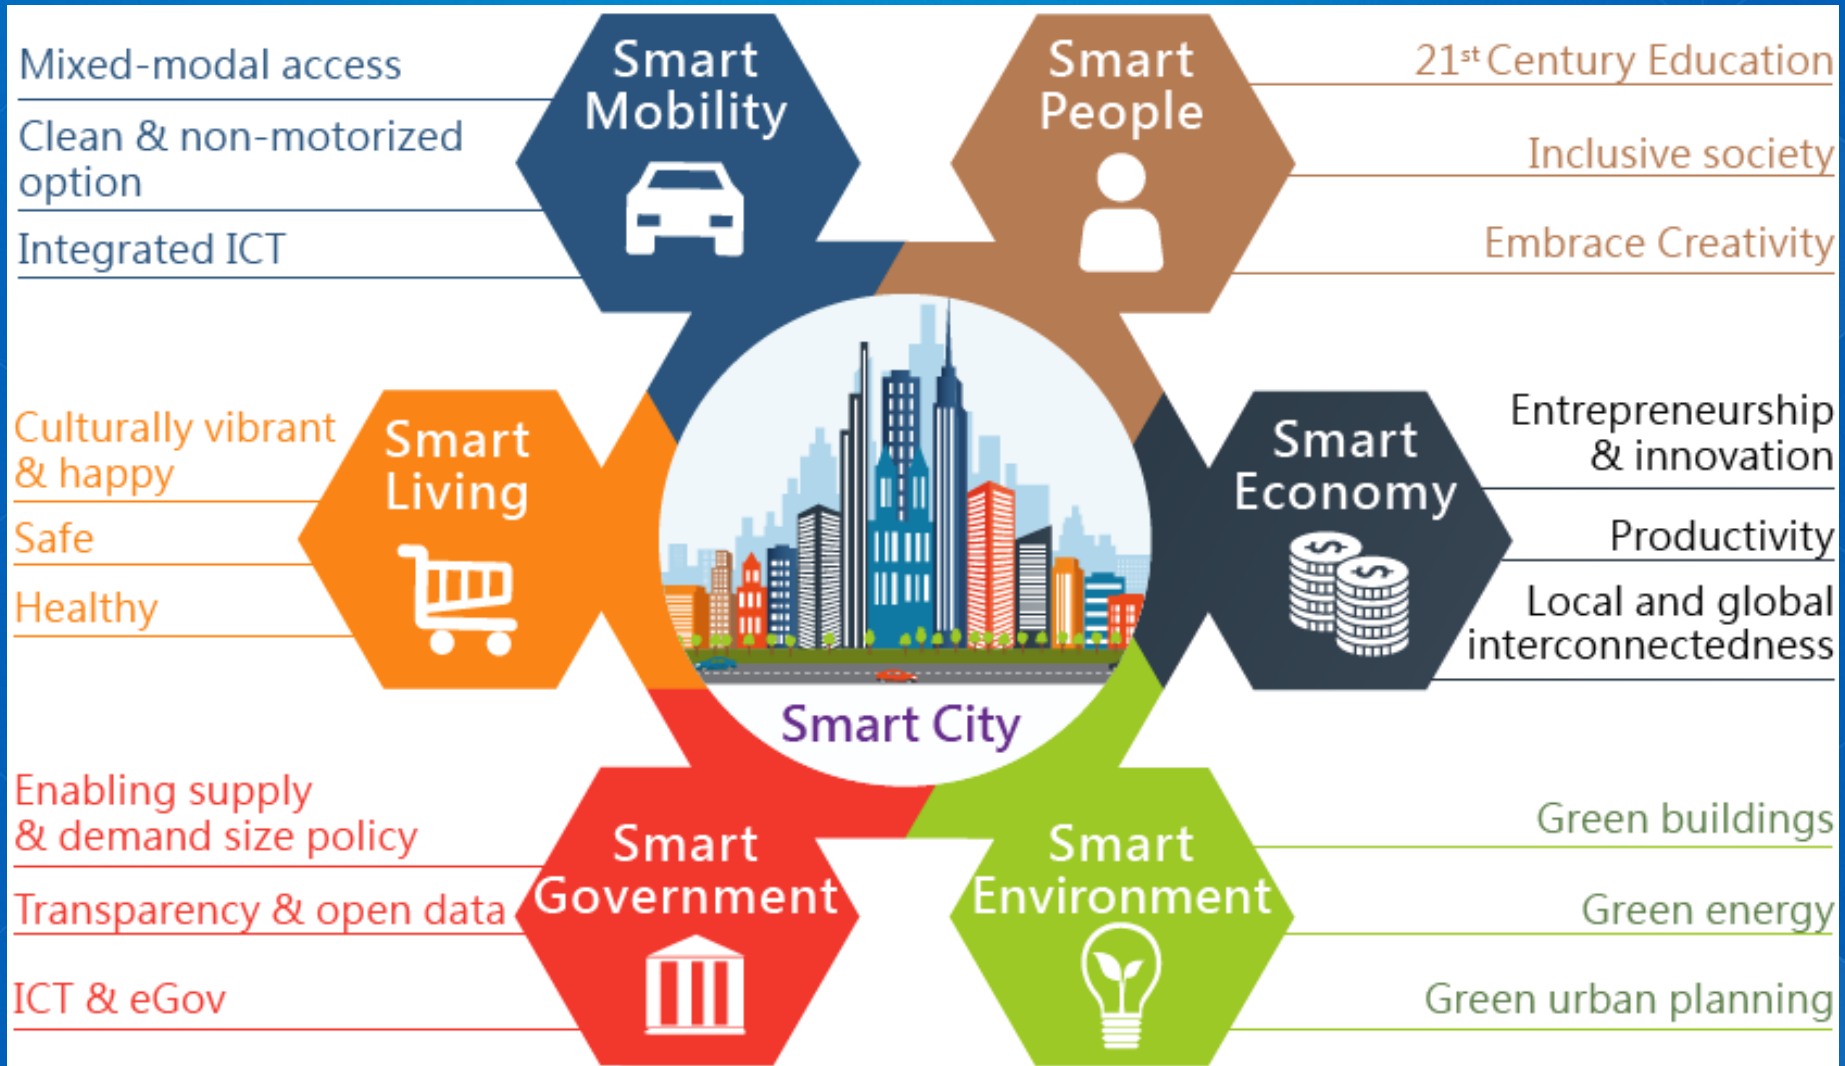 Mixed-modal access
Clean & non-motorized
option
Integrated ICT
Smart
Mobility
Smart
People
21st Century Education
Inclusive society
Embrace Creativity
Culturally vibrant
& happy
Safe
Healthy
Smart
Living
Smart
Economy
Entrepreneurship
& innovation
Productivity
Local and global
interconnectedness
Smart City
Enabling supply
& demand size policy
Transparency & open data
ICT & eGov
Smart
Government
Smart
Environment
Green buildings
Green energy
Green urban planning